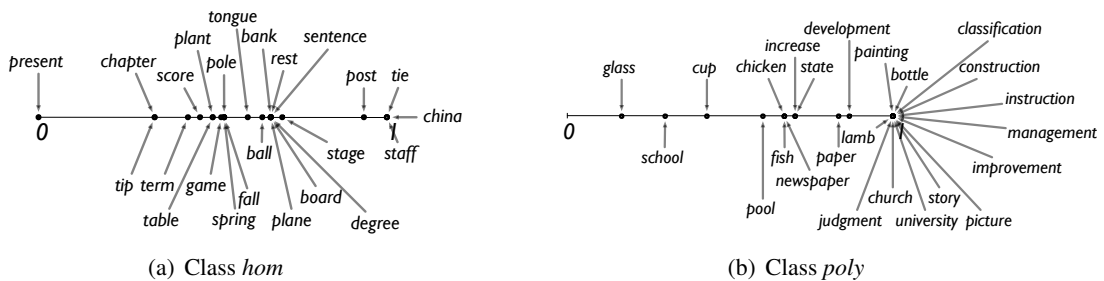 tongue
plant bank sentence
present chapter score pole rest post tie
0 1 china
tip term game fall ball stage staff
table spring plane board degree
(a) Class hom
development classification
increase painting
glass cup chicken state bottle construction
instruction
0 1 management
school fish paper lamb improvement
newspaper
pool church story
judgment university picture
(b) Class poly